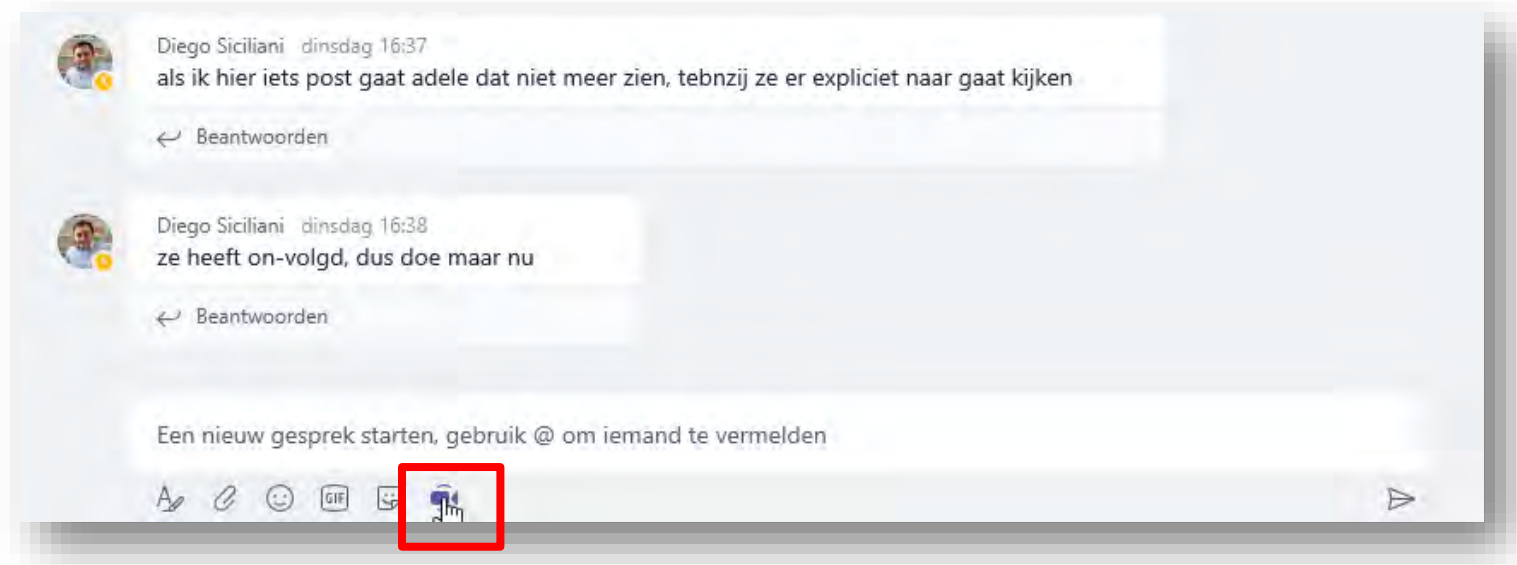 Diego Siciliani dinsdag 16:37
als ik hier iets post gaat adele dat niet meer zien, tebnzij ze er expliciet naar gaat kijken
Beantwoorden
Diego Siciliani dinsdag 16:38
ze heeft on-volgd, dus doe maar nu
Beantwoorden
Een nieuw gesprek starten, gebruik @ om iemand te vermelden
GIF